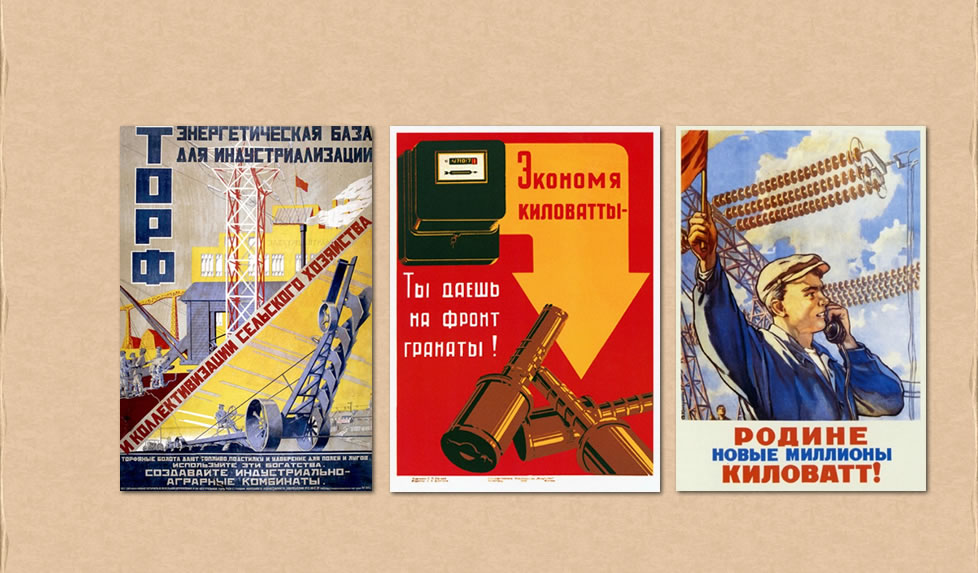 ТОРФ
ЭНЕРГЕТИЧЕСКАЯ БАЗА
ДЛЯ ИНДУСТРИАЛИЗАЦИИ
И КОЛЛЕКТИВИЗАЦИИ СЕЛЬСКОГО ХОЗЯЙСТВА
ТОРФЯНЫЕ БОЛОТА ДАЮТ ТОПЛИВО, ПОДСТИЛКУ И УДОБРЕНИЕ ДЛЯ ПОЛЕЙ И ЛУГОВ.
ИСПОЛЬЗУЙТЕ ЭТИ БОГАТСТВА.
СОЗДАВАЙТЕ ИНДУСТРИАЛЬНО-
АГРАРНЫЕ КОМБИНАТЫ.
Экономя
киловатты-
Ты даешь
на фронт
гранаты!
РОДИНЕ
НОВЫЕ МИЛЛИОНЫ
КИЛОВАТТ!